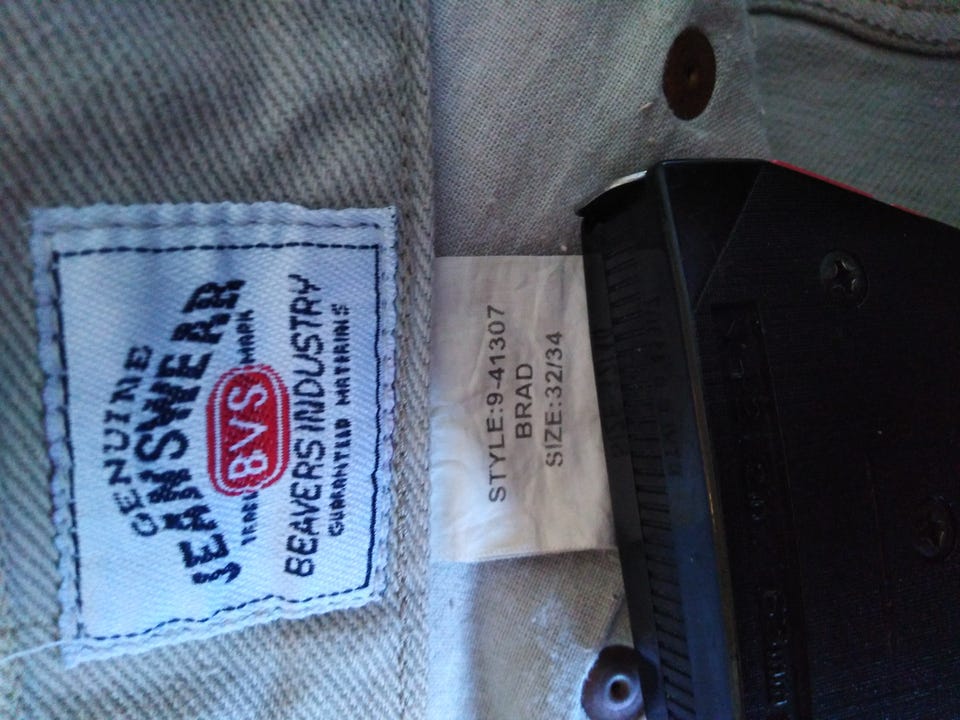 GENUINE
JEANSWEAR
TRADE MARK
BVS
BEAVERS INDUSTRY
GUARANTEED MATERIALS
STYLE:9-41307
BRAD
SIZE:32/34